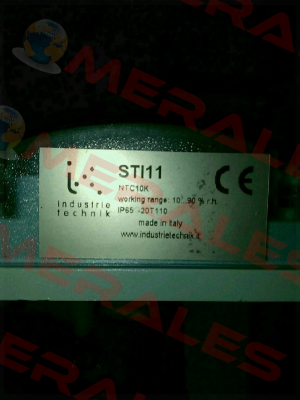 MERALES
STI11
NTC10K
working range: 10...90 % r.h.
IP65 -20T110
made in Italy
www.industrietechnik.it
industrie
technik
CE
MERALES